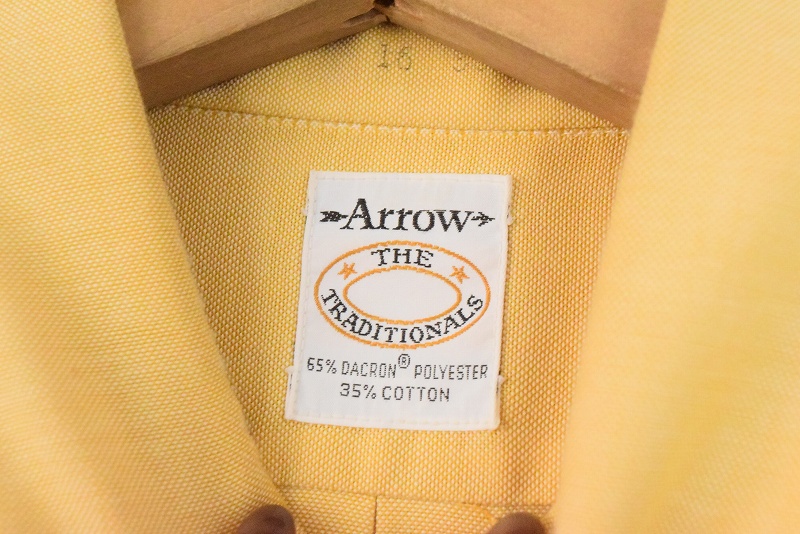 16
Arrow
THE
TRADITIONALS
65% DACRON® POLYESTER
35% COTTON